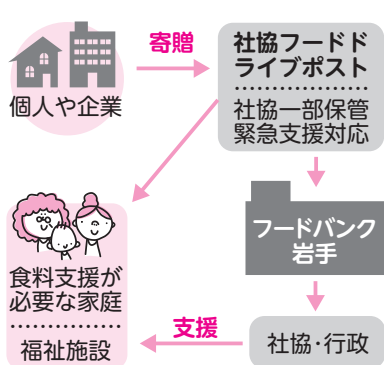 寄贈
個人や企業
社協フードド
ライブポスト
社協一部保管
緊急支援対応
フードバンク
岩手
食料支援が
必要な家庭
福祉施設
支援
社協・行政